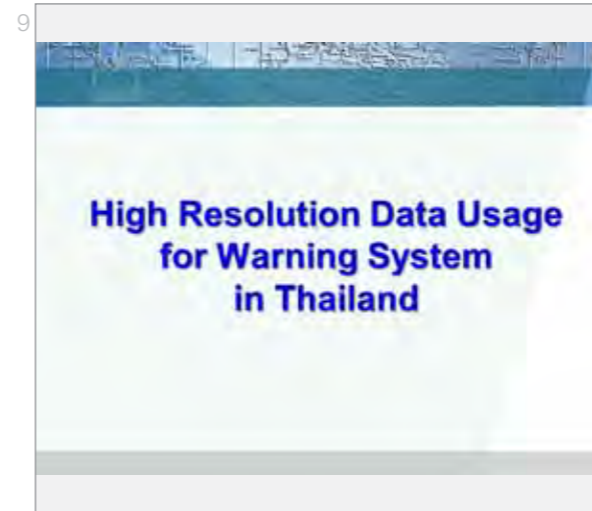 9
High Resolution Data Usage
for Warning System
in Thailand